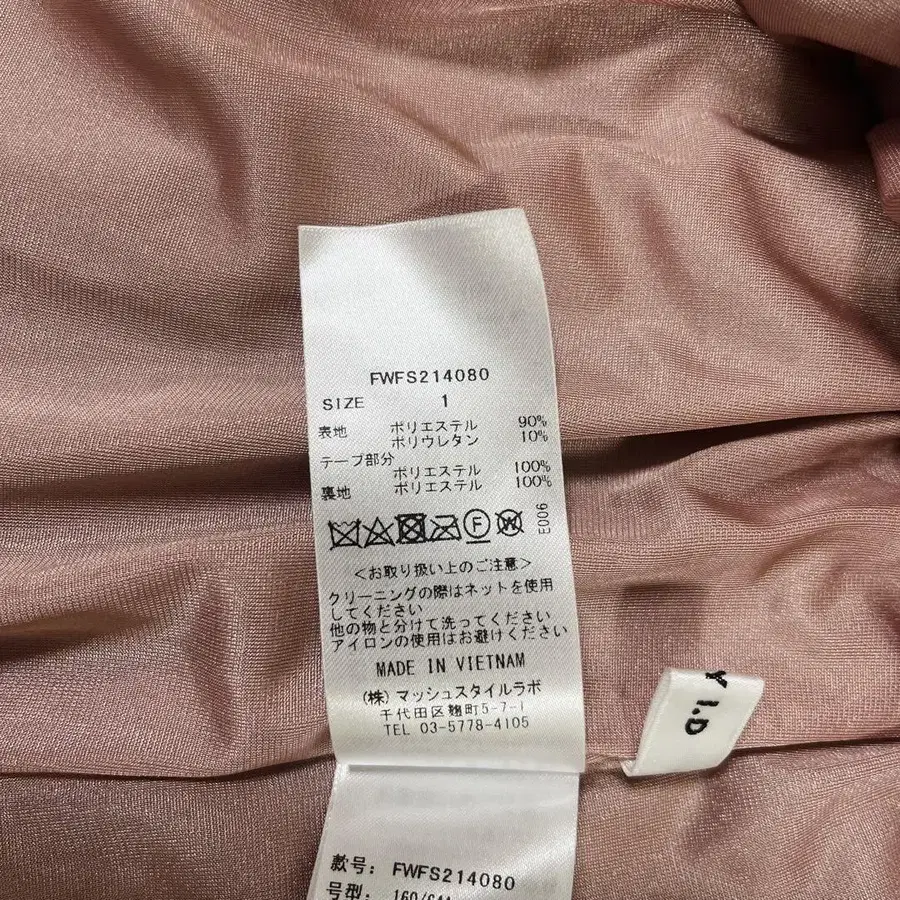 FWFS214080
SIZE 1
表地 ポリエステル 90%
ポリウレタン 10%
テープ部分
ポリエステル 100%
裏地 ポリエステル 100%
F W
E006
<お取り扱い上のご注意>
クリーニングの際はネットを使用
してください
他の物と分けて洗ってください
アイロンの使用はお避けください
MADE IN VIETNAM
(株)マッシュスタイルラボ
千代田区麹町5-7-1
TEL 03-5778-4105
Y I.D
款号: FWFS214080
号型: 160/64A